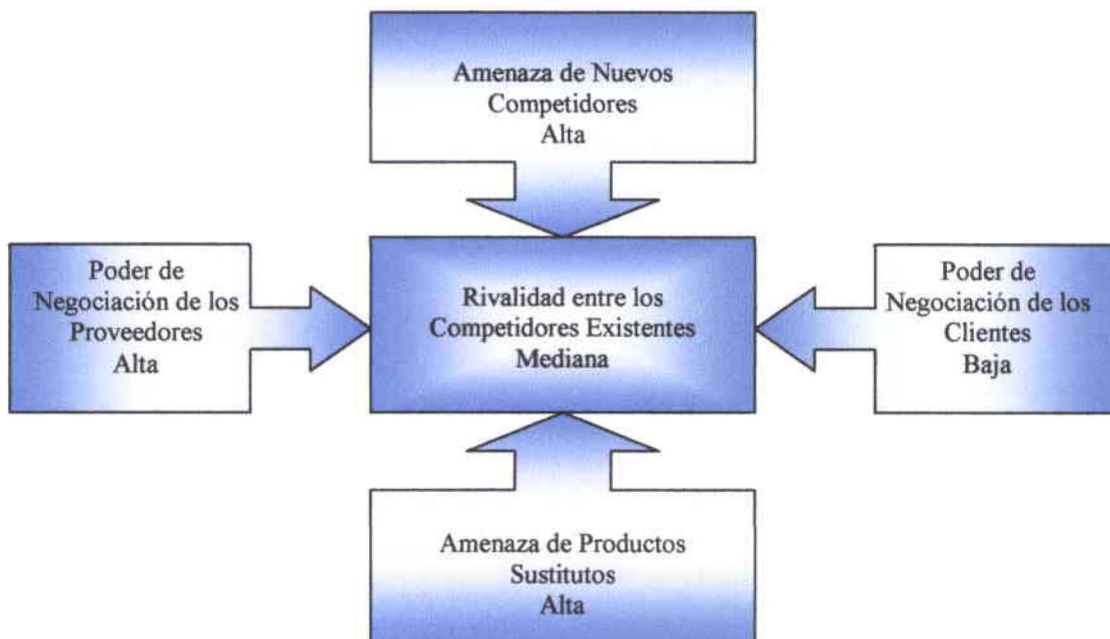 Amenaza de Nuevos
Competidores
Alta
Poder de
Negociación de los
Proveedores
Alta
Rivalidad entre los
Competidores Existentes
Mediana
Poder de
Negociación de los
Clientes
Baja
Amenaza de Productos
Sustitutos
Alta